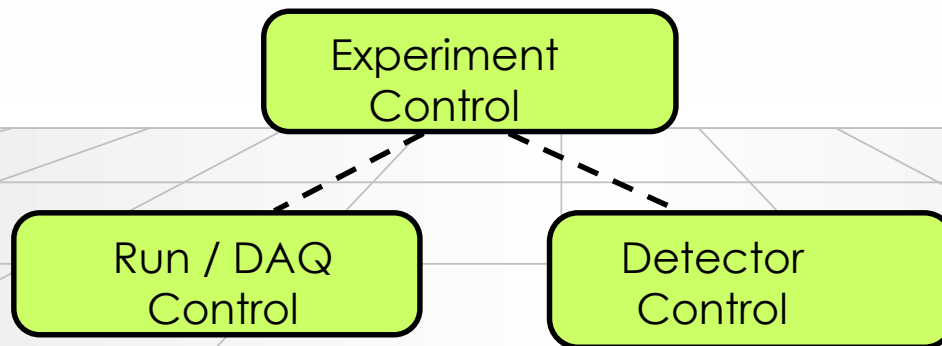 Experiment
Control
Run / DAQ
Control
Detector
Control